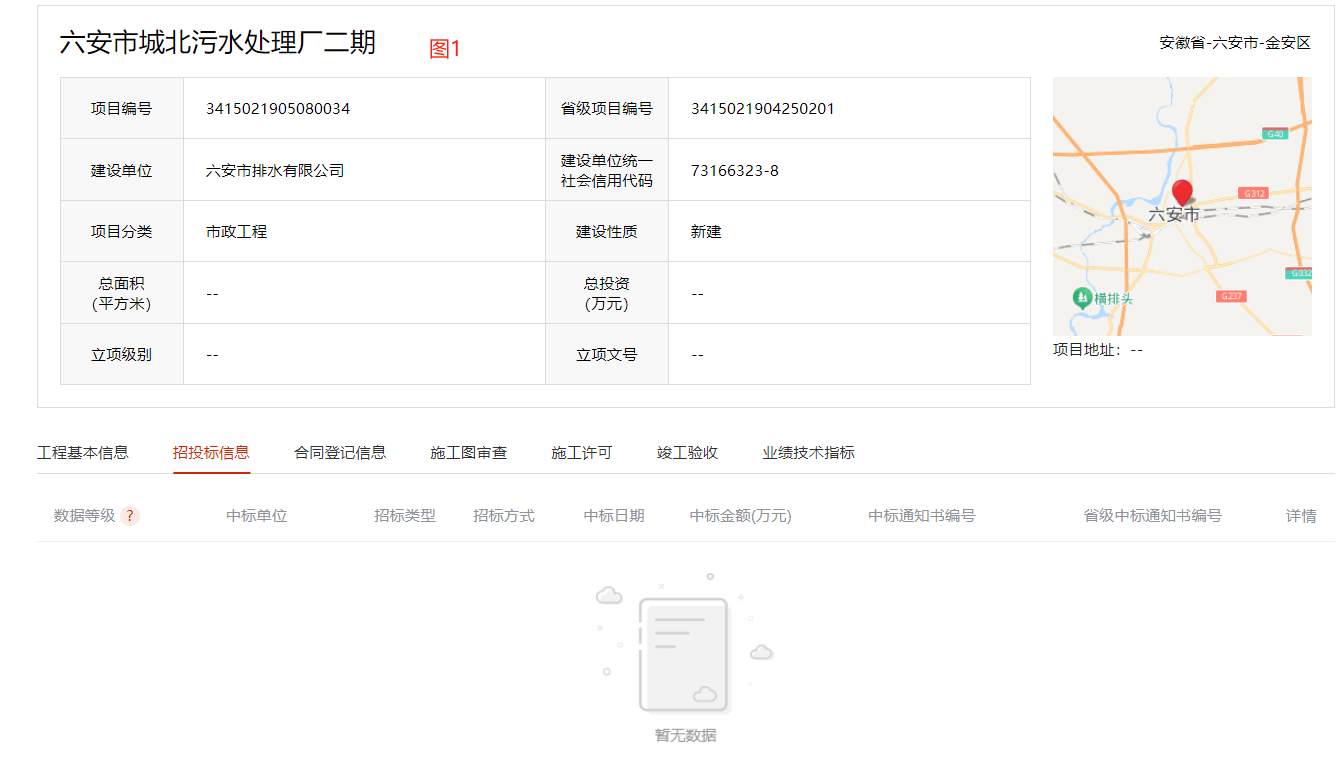 六安市城北污水处理厂二期
图1
安徽省-六安市-金安区
项目编号 3415021905080034 省级项目编号 3415021904250201
建设单位 六安市排水有限公司 建设单位统一社会信用代码 73166323-8
项目分类 市政工程 建设性质 新建
总面积(平方米) -- 总投资(万元) --
立项级别 -- 立项文号 --
G40
G312
六安市
G032
G237
横排头
项目地址：--
工程基本信息 招投标信息 合同登记信息 施工图审查 施工许可 竣工验收 业绩技术指标
数据等级 ? 中标单位 招标类型 招标方式 中标日期 中标金额(万元) 中标通知书编号 省级中标通知书编号 详情
暂无数据